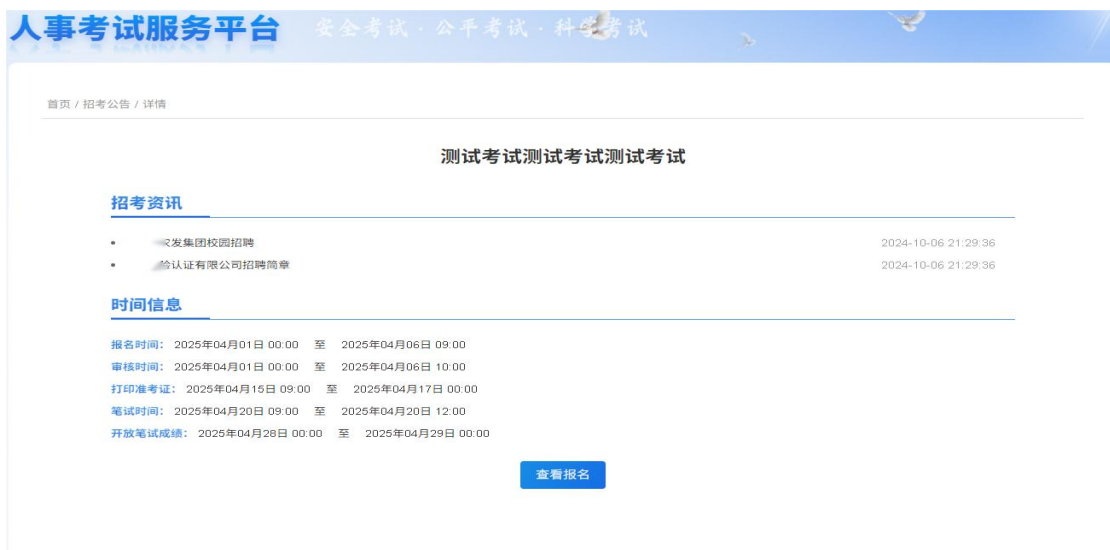 人事考试服务平台 安全考试·公平考试·科学考试
首页 / 招考公告 / 详情
测试考试测试考试测试考试
招考资讯
发集团校园招聘 2024-10-06 21:29:36
认证有限公司招聘简章 2024-10-06 21:29:36
时间信息
报名时间： 2025年04月01日 00:00 至 2025年04月06日 09:00
审核时间： 2025年04月01日 00:00 至 2025年04月06日 10:00
打印准考证： 2025年04月15日 09:00 至 2025年04月17日 00:00
笔试时间： 2025年04月20日 09:00 至 2025年04月20日 12:00
开放笔试成绩： 2025年04月28日 00:00 至 2025年04月29日 00:00
查看报名